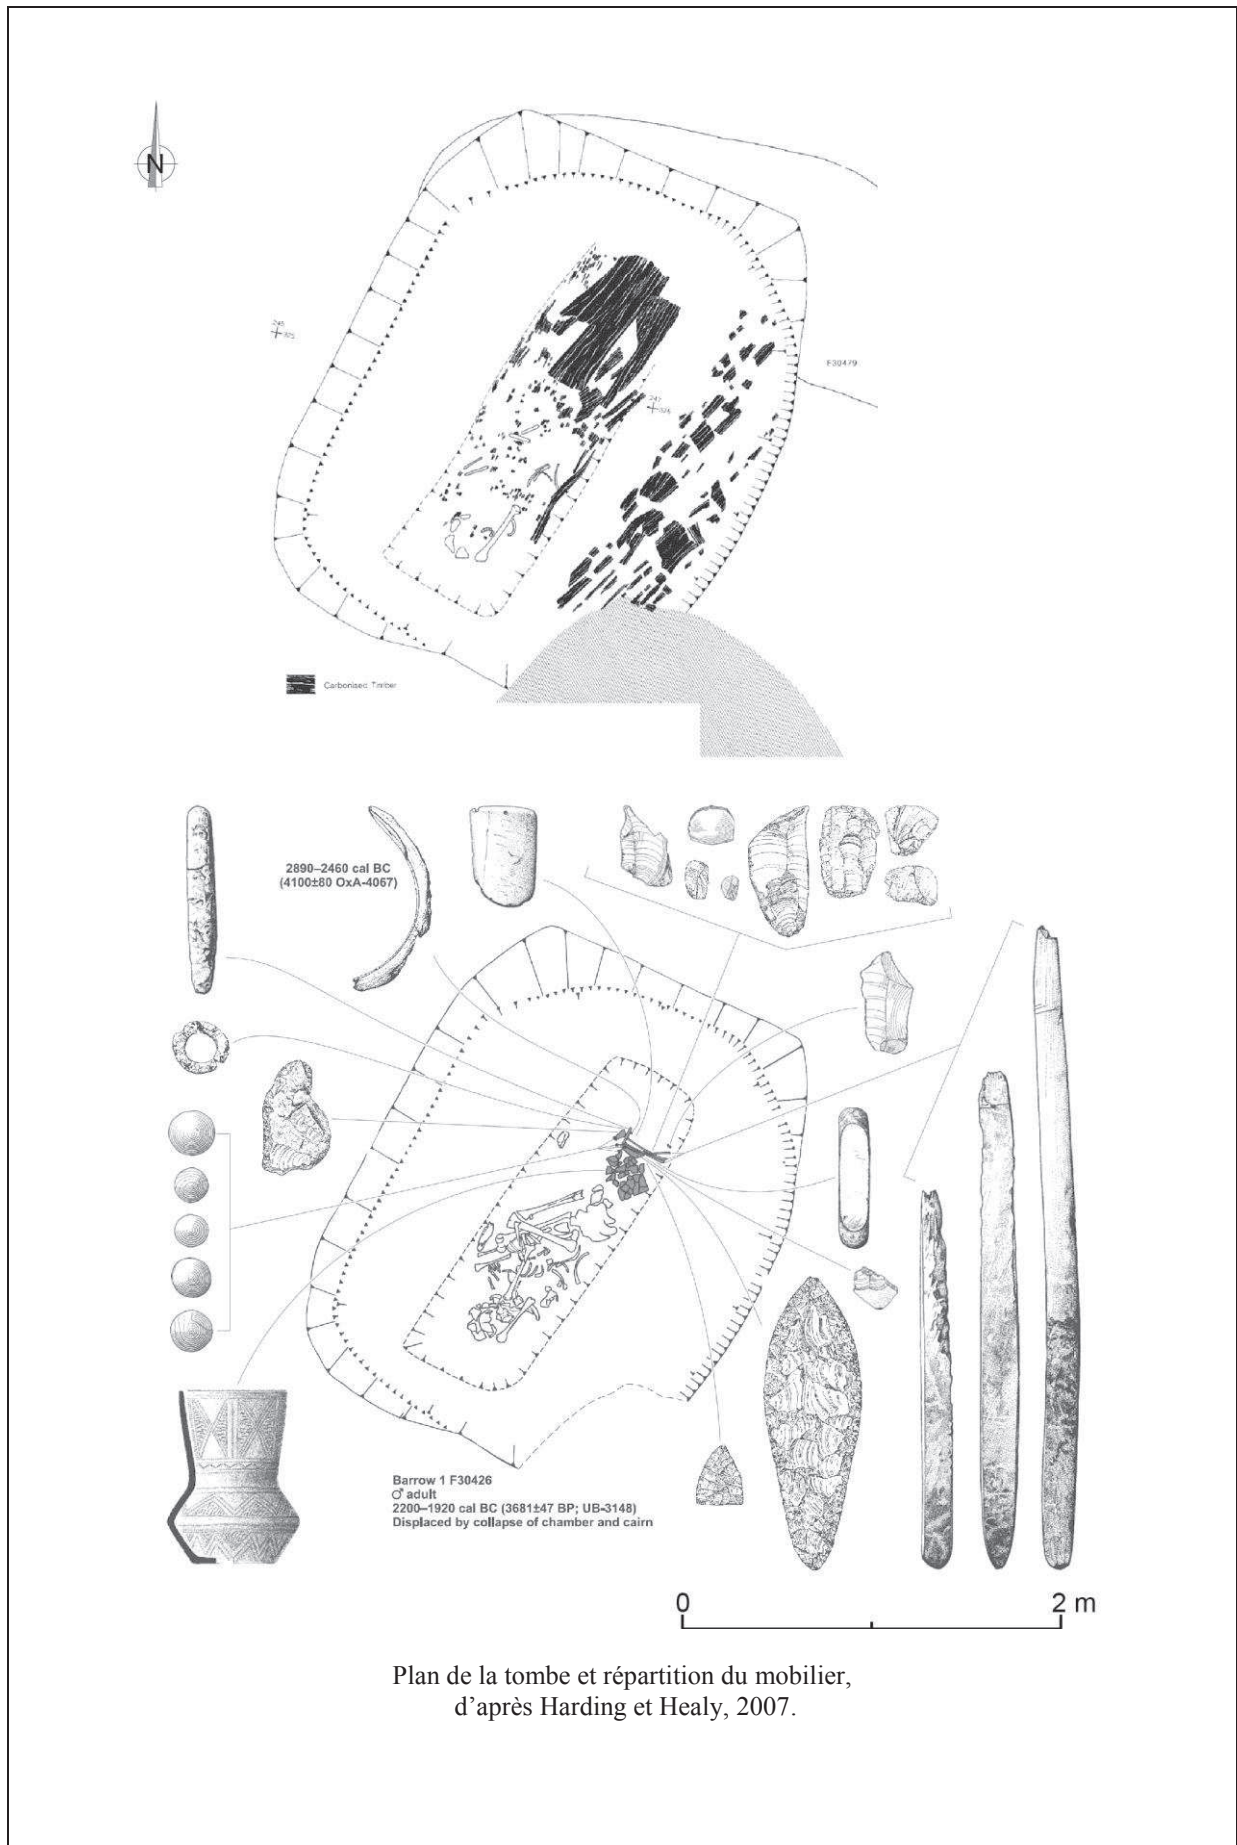 N
F30479
Carbonised Timber
2890–2460 cal BC
(4100±80 OxA-4067)
Barrow 1 F30426
♂ adult
2200–1920 cal BC (3681±47 BP; UB-3148)
Displaced by collapse of chamber and cairn
0 2 m
Plan de la tombe et répartition du mobilier,
d'après Harding et Healy, 2007.